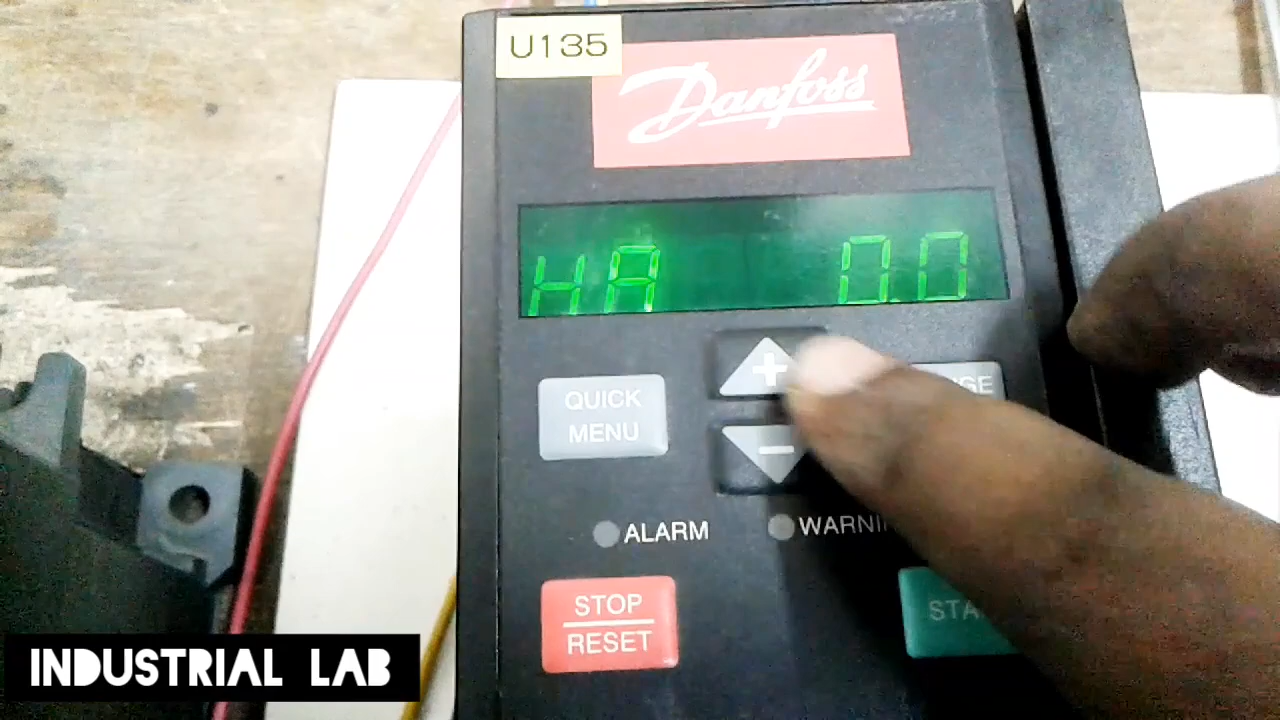 U135
Danfoss
HA 0.0
QUICK
MENU
ALARM
STOP
RESET
INDUSTRIAL LAB